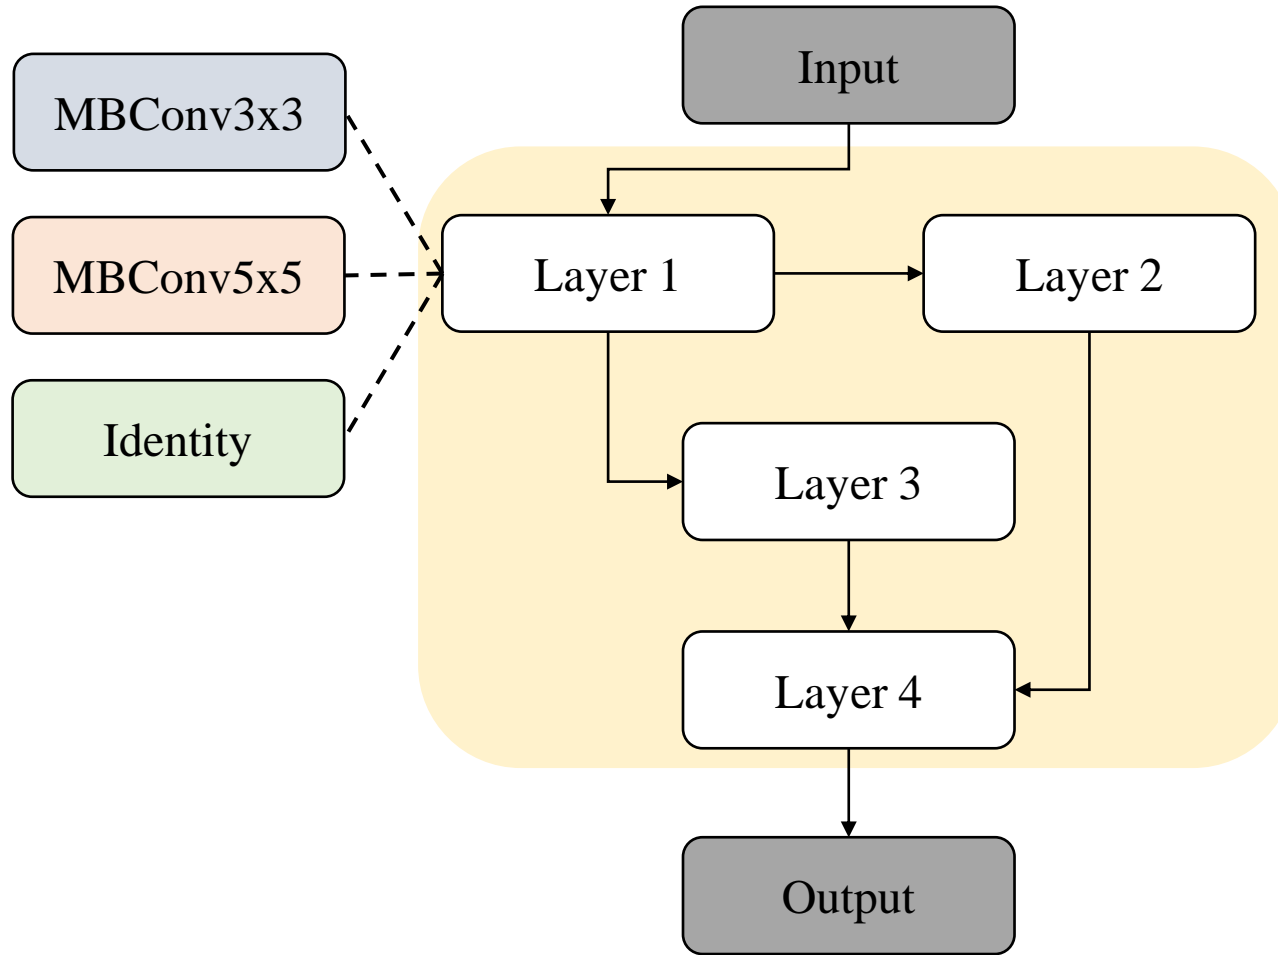 Input
MBConv3x3
MBConv5x5
Identity
Layer 1
Layer 2
Layer 3
Layer 4
Output